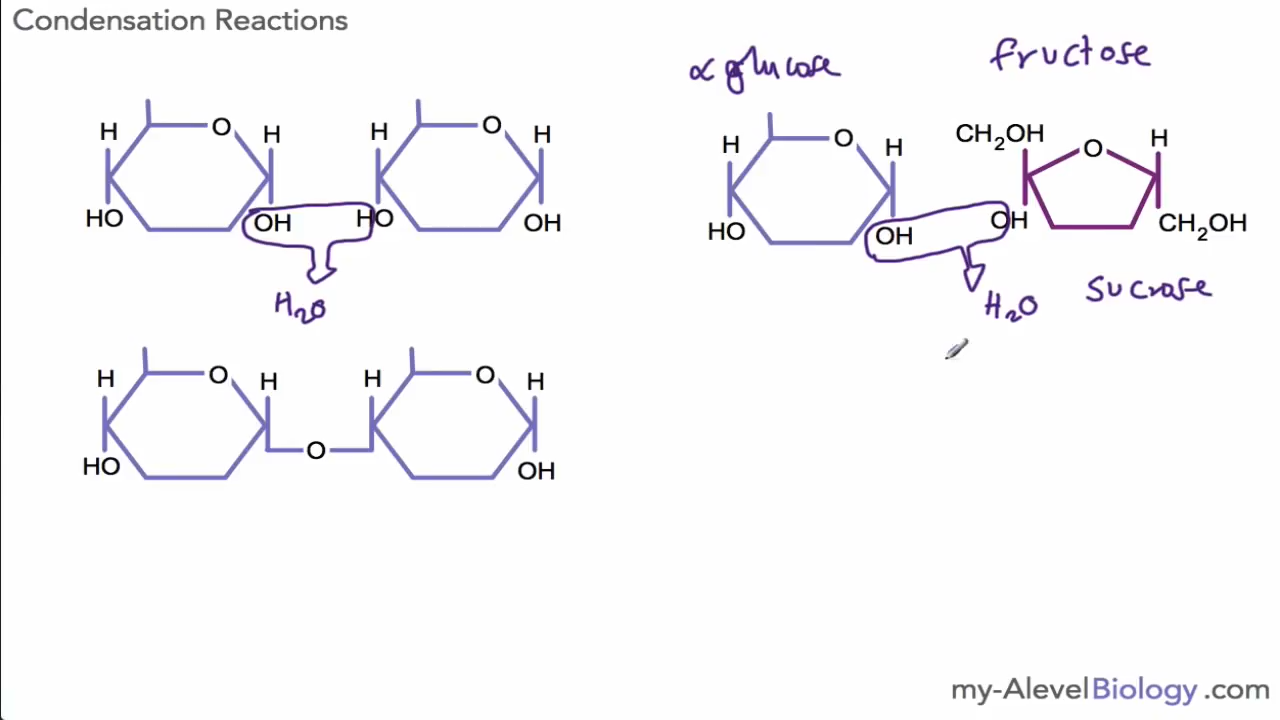 Condensation Reactions
α glucose
fructose
H O H
HO OH
H O H
HO OH
H₂O
H O H
HO OH
CH₂OH O H
OH CH₂OH
H₂O
sucrose
H O H
HO
O
H O H
OH
my-AlevelBiology.com